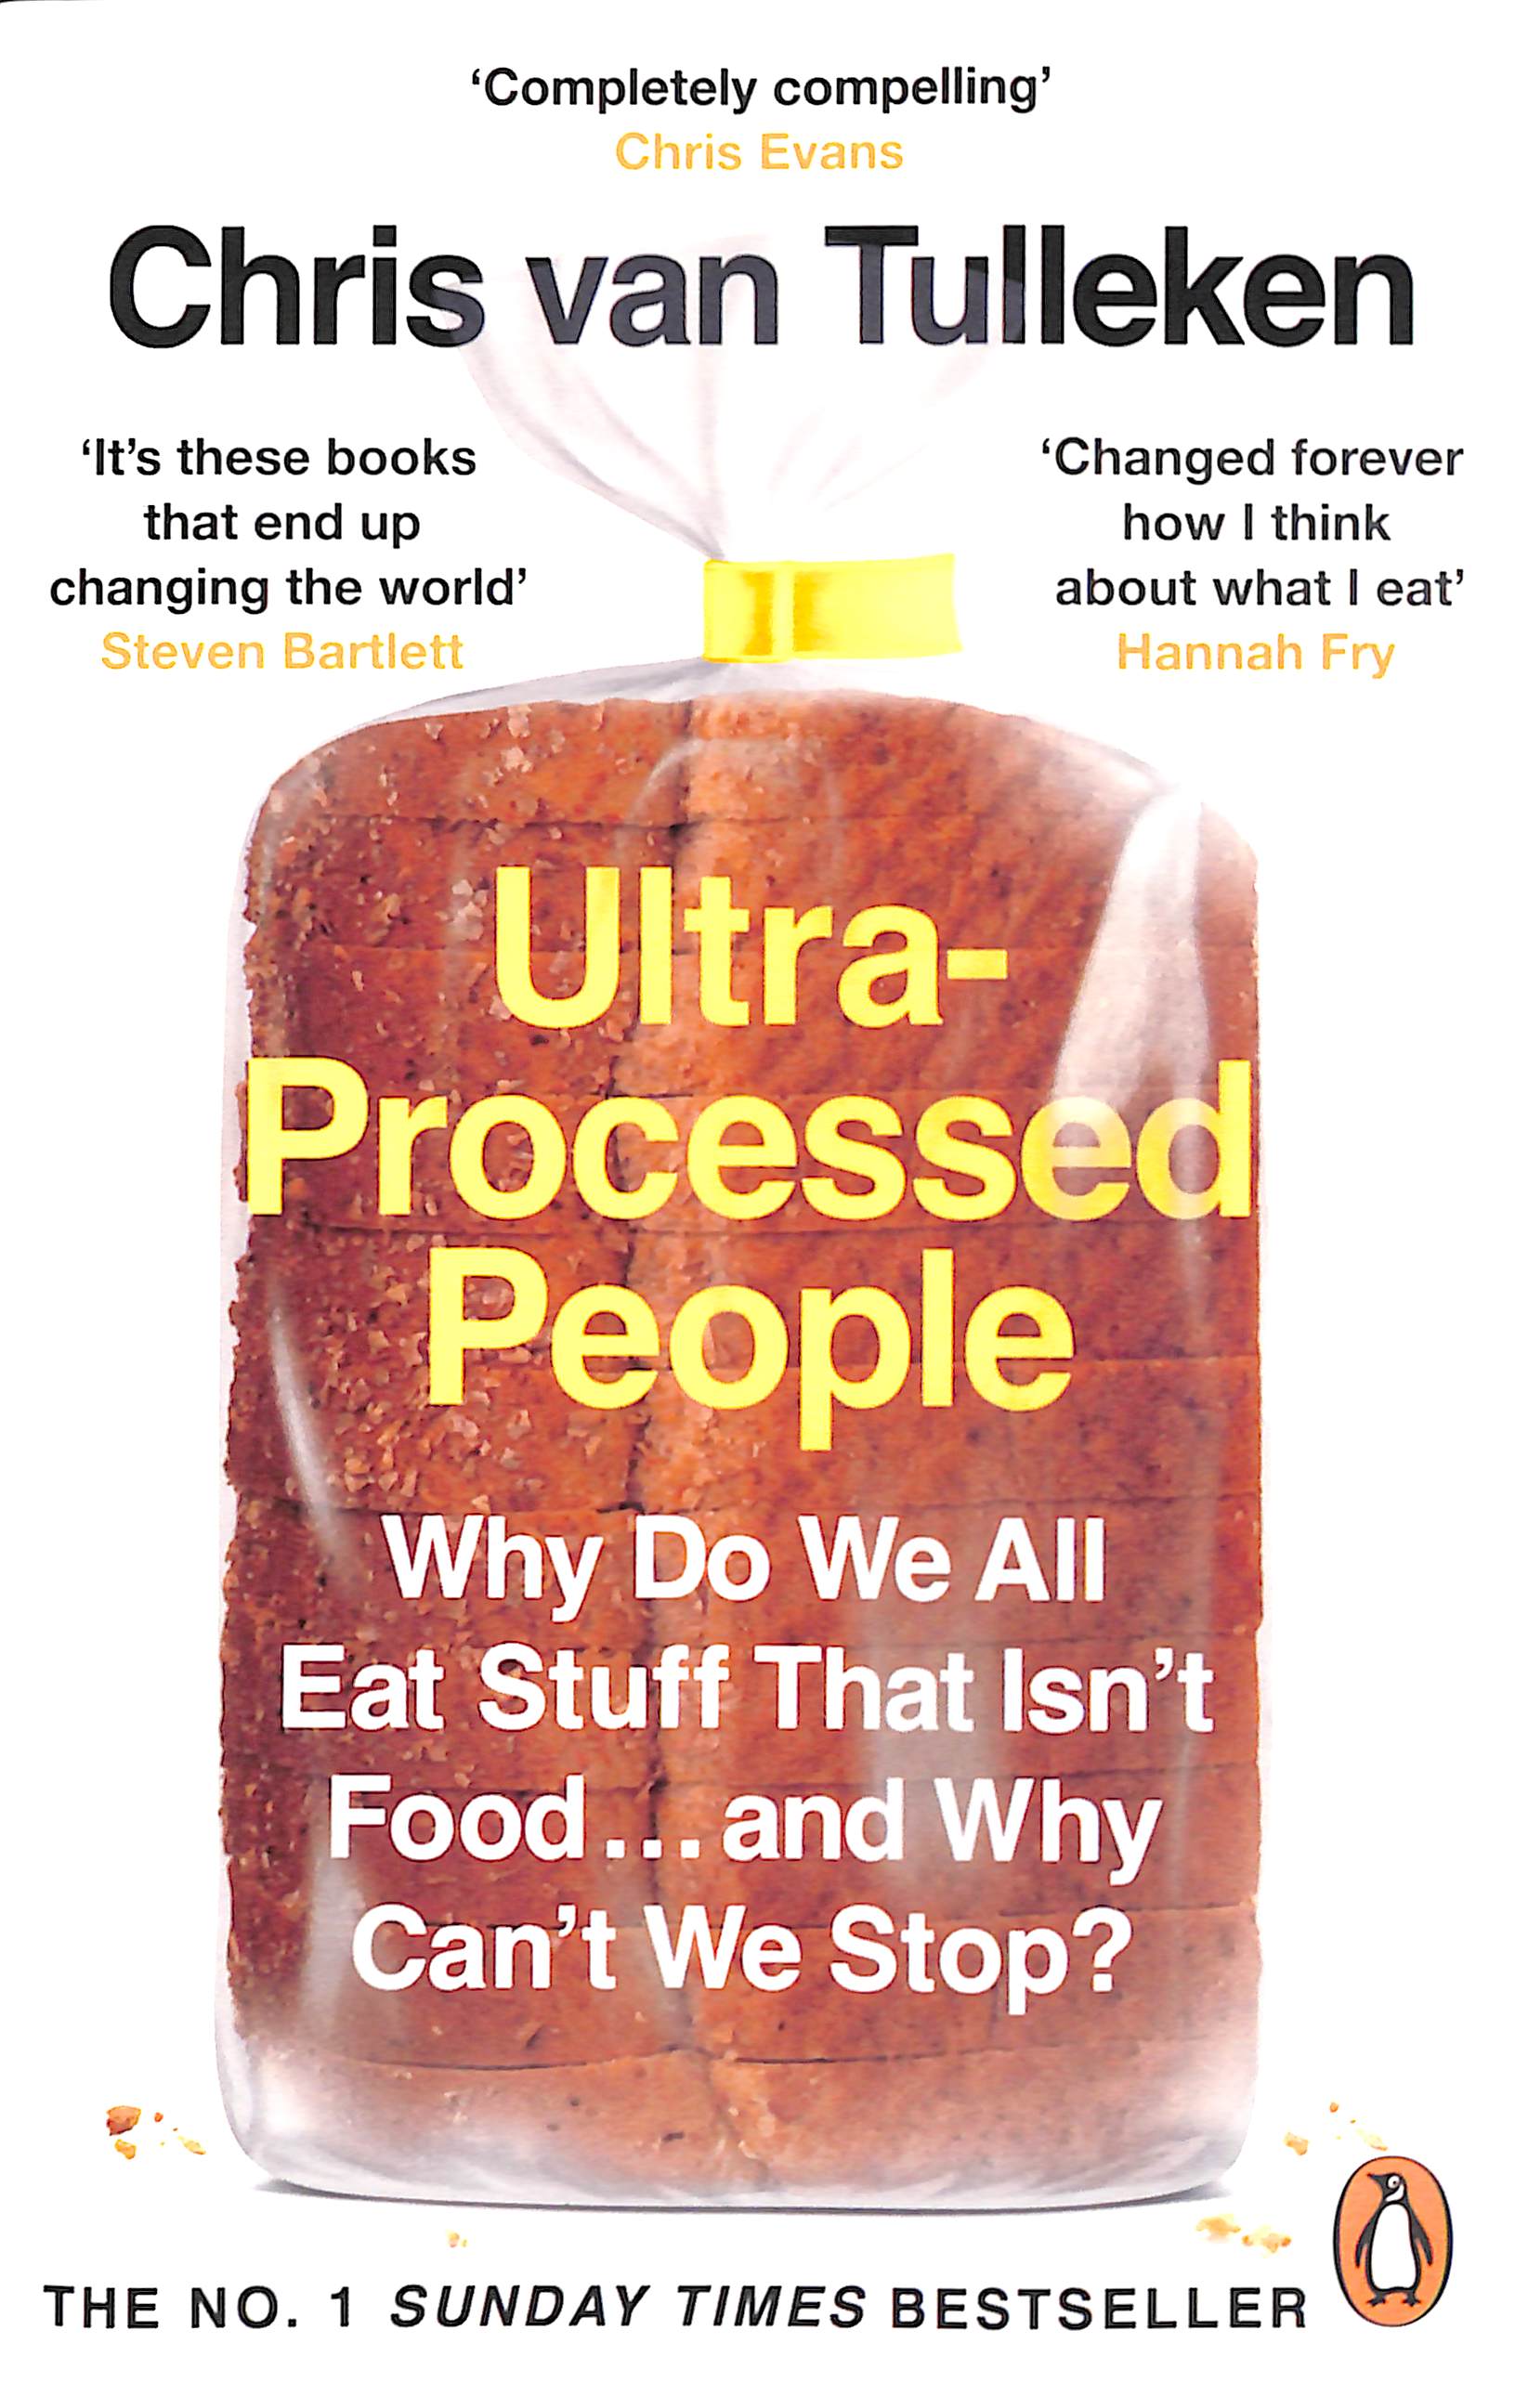 ‘Completely compelling’
Chris Evans
Chris van Tulleken
‘It’s these books
that end up
changing the world’
Steven Bartlett
‘Changed forever
how I think
about what I eat’
Hannah Fry
Ultra-
Processed
People
Why Do We All
Eat Stuff That Isn’t
Food... and Why
Can’t We Stop?
THE NO. 1 SUNDAY TIMES BESTSELLER